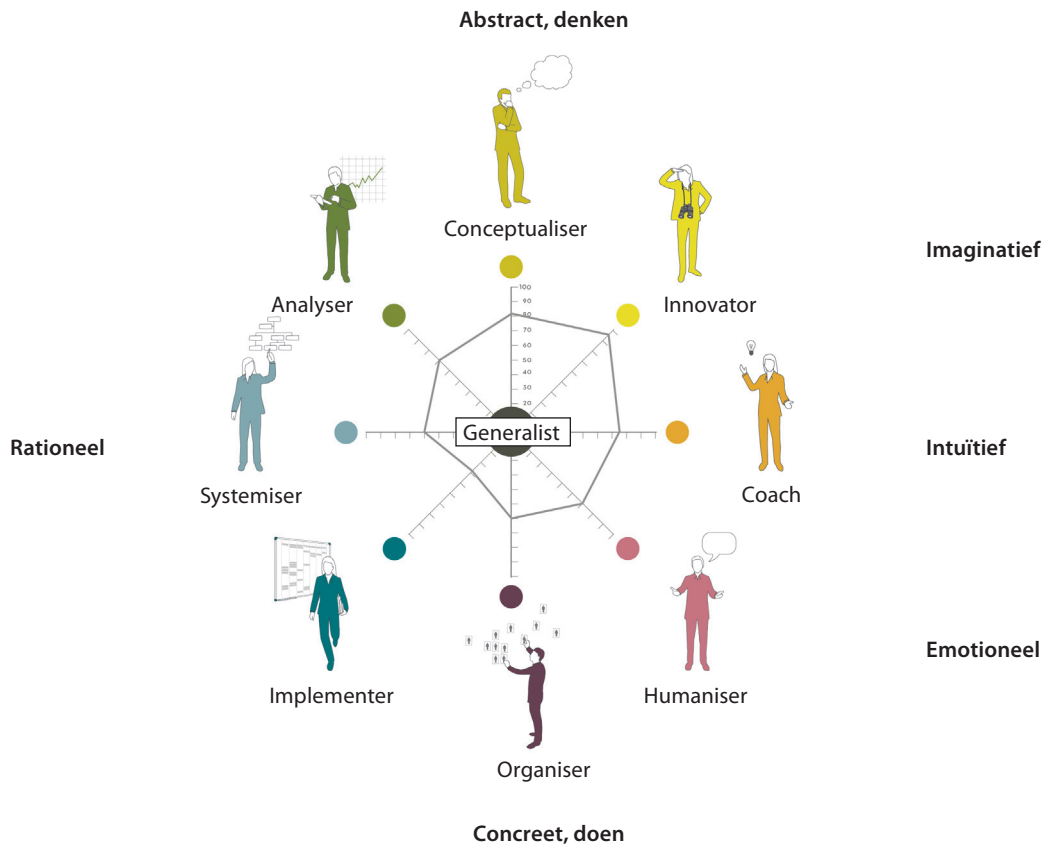 Abstract, denken
Conceptualiser
Imaginatief
Analyser
Innovator
100
90
80
70
60
50
40
30
20
Rationeel
Generalist
Intuïtief
Systemiser
Coach
Emotioneel
Implementer
Humaniser
Organiser
Concreet, doen